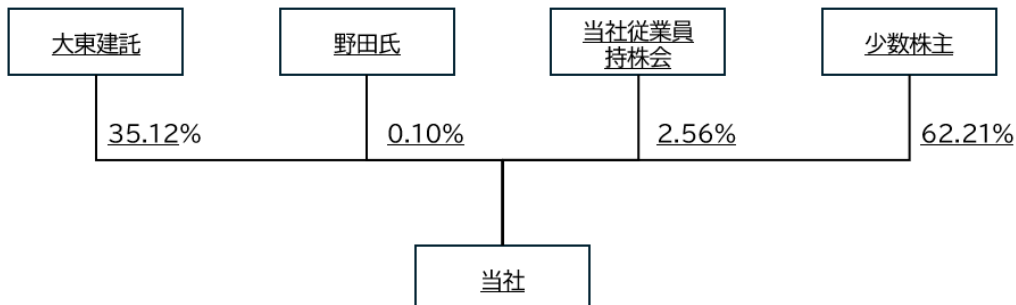 大東建託
野田氏
当社従業員
持株会
少数株主
35.12%
0.10%
2.56%
62.21%
当社